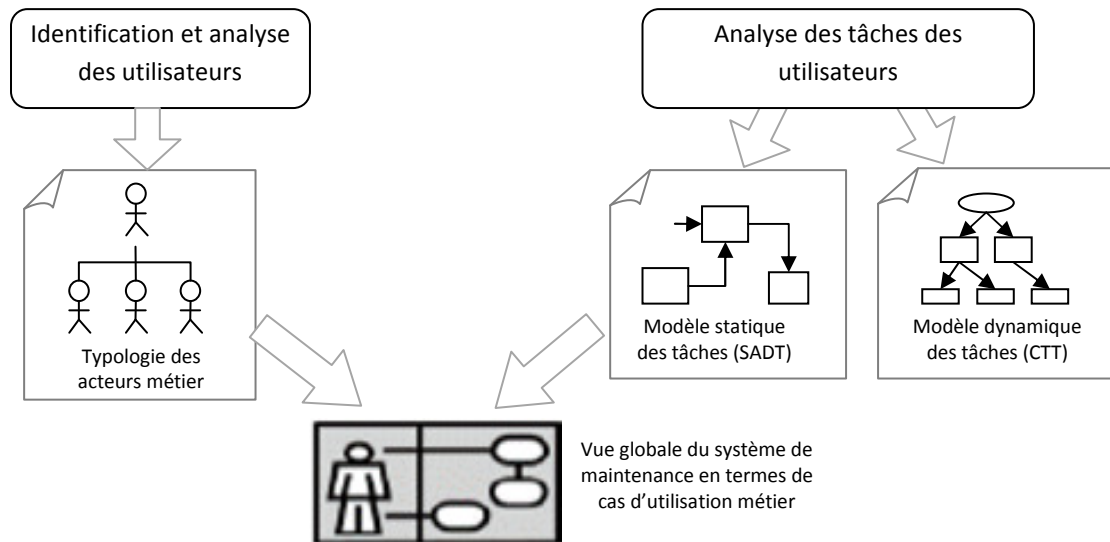 Identification et analyse
des utilisateurs
Analyse des tâches des
utilisateurs
Typologie des
acteurs métier
Modèle statique
des tâches (SADT)
Modèle dynamique
des tâches (CTT)
Vue globale du système de
maintenance en termes de
cas d’utilisation métier